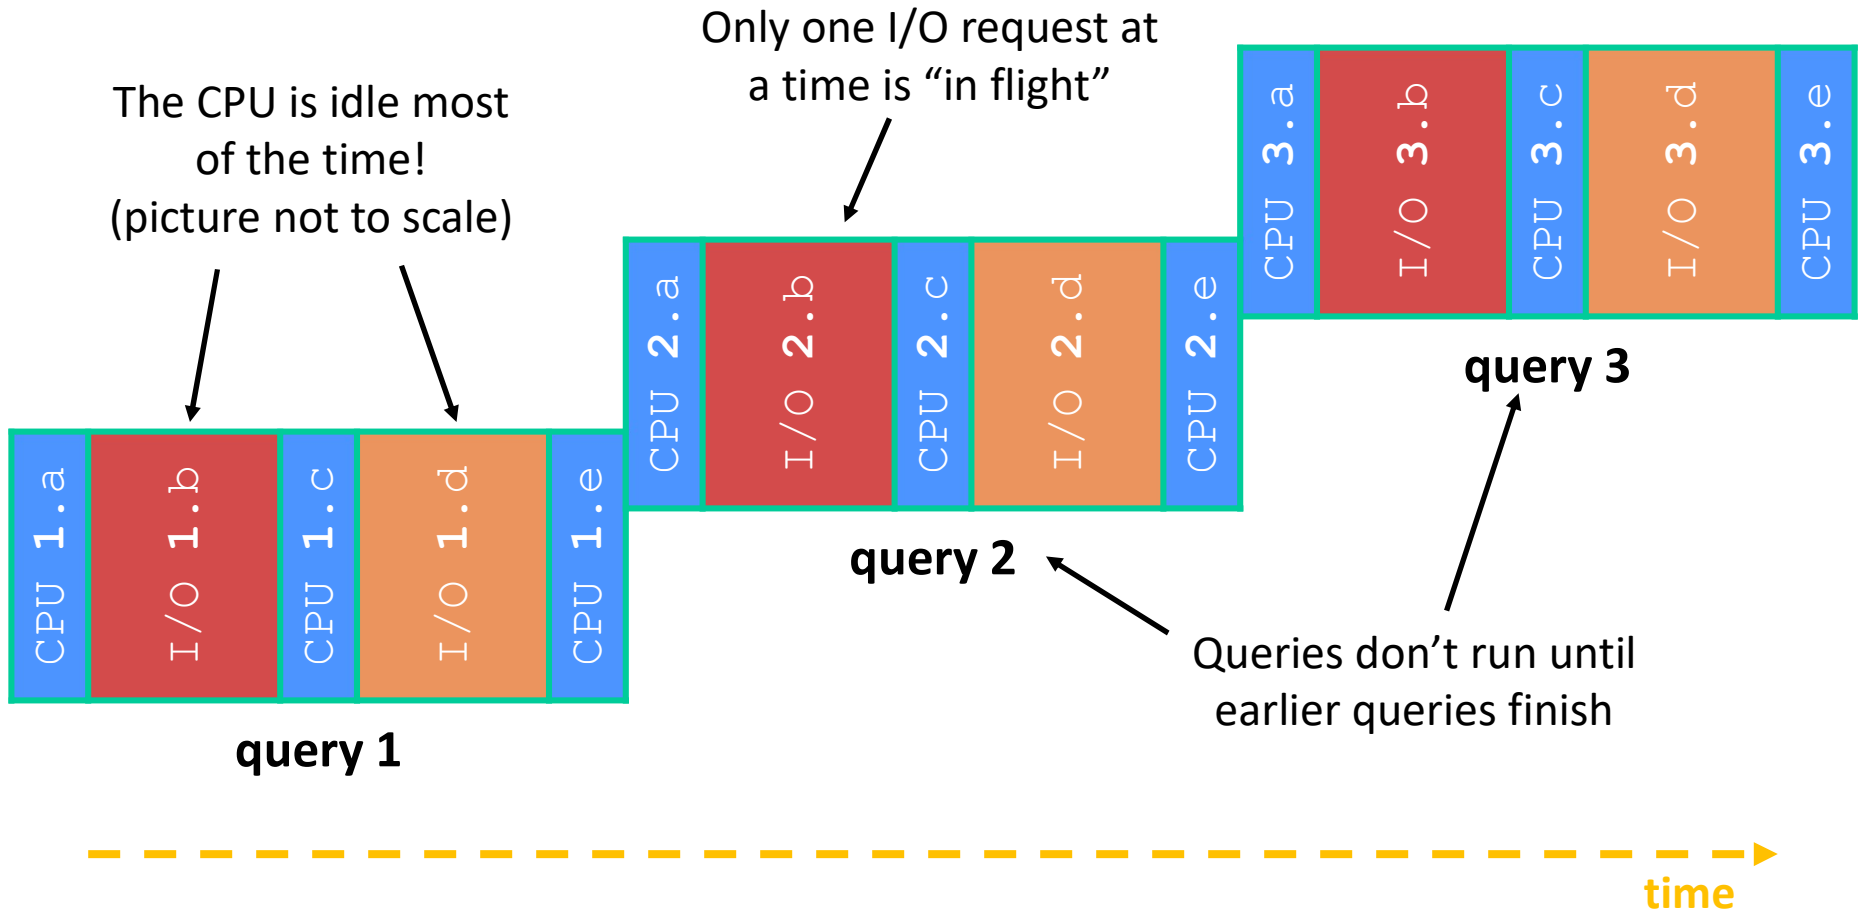 The CPU is idle most
of the time!
(picture not to scale)
Only one I/O request at
a time is “in flight”
CPU 1.a
I/O 1.b
CPU 1.c
I/O 1.d
CPU 1.e
query 1
CPU 2.a
I/O 2.b
CPU 2.c
I/O 2.d
CPU 2.e
query 2
CPU 3.a
I/O 3.b
CPU 3.c
I/O 3.d
CPU 3.e
query 3
Queries don’t run until
earlier queries finish
time